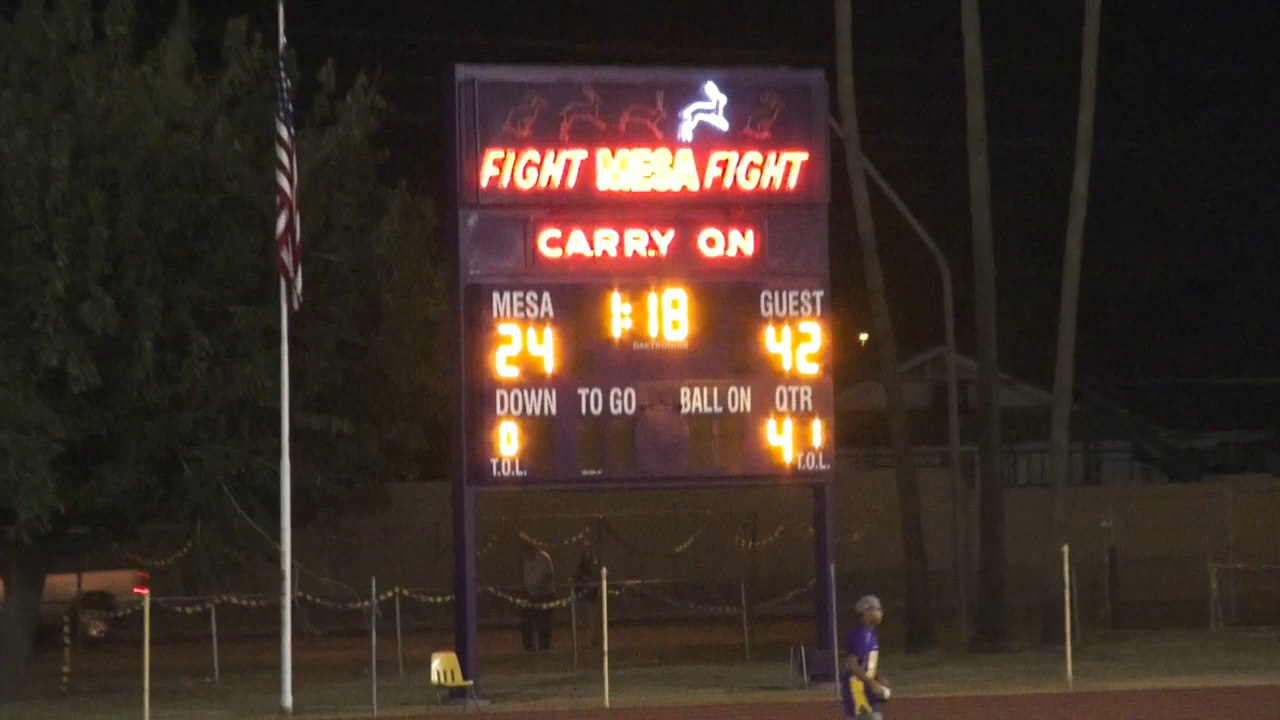 FIGHT MESA FIGHT
CARRY ON
MESA 1:18 GUEST
24 42
DAKTRONICS
DOWN TO GO BALL ON QTR
0 4 1
T.O.L. T.O.L.